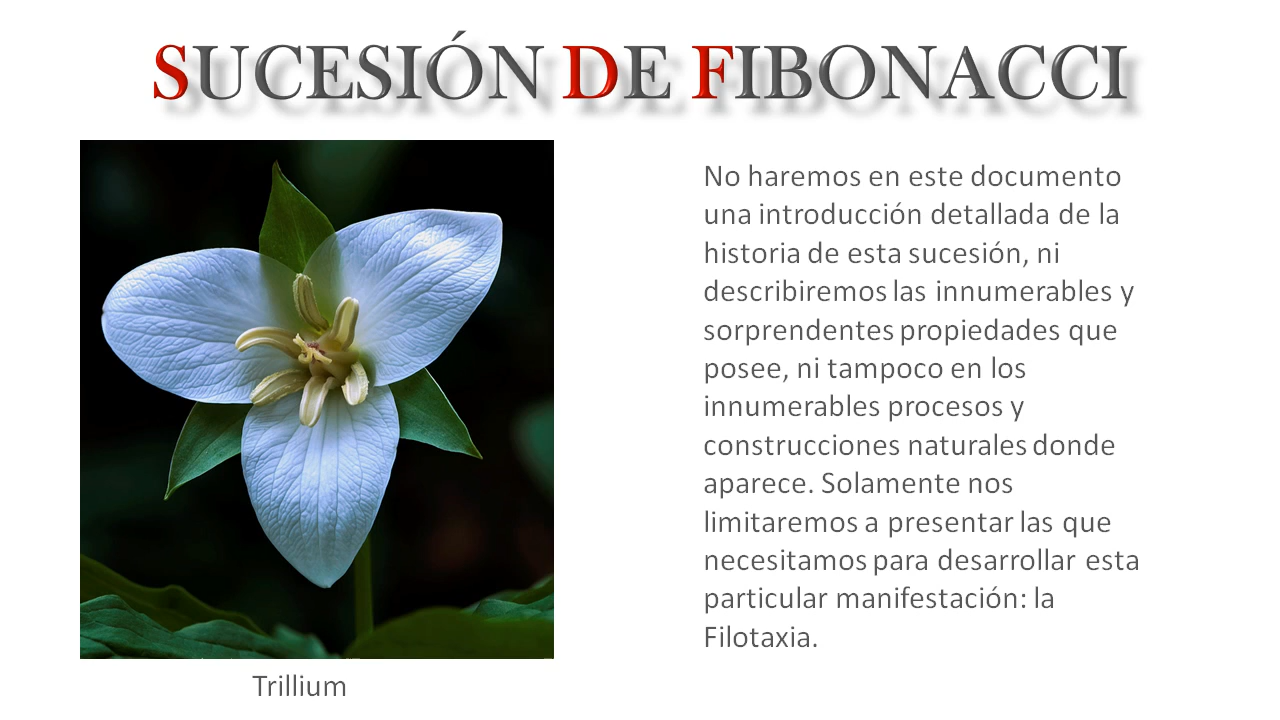 SUCESIÓN DE FIBONACCI
No haremos en este documento
una introducción detallada de la
historia de esta sucesión, ni
describiremos las innumerables y
sorprendentes propiedades que
posee, ni tampoco en los
innumerables procesos y
construcciones naturales donde
aparece. Solamente nos
limitaremos a presentar las que
necesitamos para desarrollar esta
particular manifestación: la
Filotaxia.
Trillium